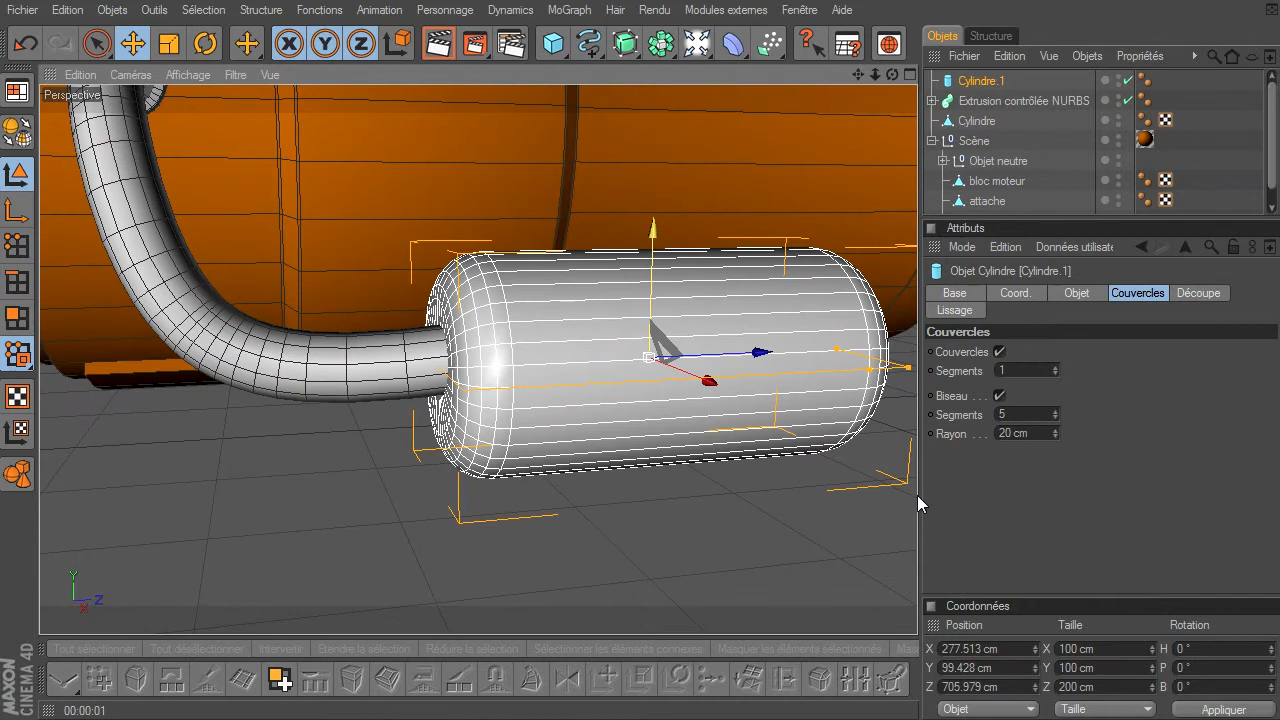 Fichier Edition Objets Outils Sélection Structure Fonctions Animation Personnage Dynamics MoGraph Hair Rendu Modules externes Fenêtre Aide
X Y Z
Objets Structure
Edition Caméras Affichage Filtre Vue
Fichier Edition Vue Objets Propriétés
Perspective
Cylindre.1
Extrusion contrôlée NURBS
Cylindre
Scène
Objet neutre
bloc moteur
attache
Attributs
Mode Edition Données utilisate
Objet Cylindre [Cylindre.1]
Base Coord. Objet Couvercles Découpe
Lissage
Couvercles
Couvercles
Segments 1
Biseau . . .
Segments 5
Rayon . . . 20 cm
Y
Z
X
Coordonnées
Position Taille Rotation
X 277.513 cm X 100 cm H 0 °
Y 99.428 cm Y 100 cm P 0 °
Z 705.979 cm Z 200 cm B 0 °
Objet Taille Appliquer
Tout sélectionner Tout désélectionner Intervertir Etendre la sélection Réduire la sélection Sélectionner les éléments connexes Masquer les éléments sélectionnés Mas
MAXON
CINEMA 4D
00:00:01